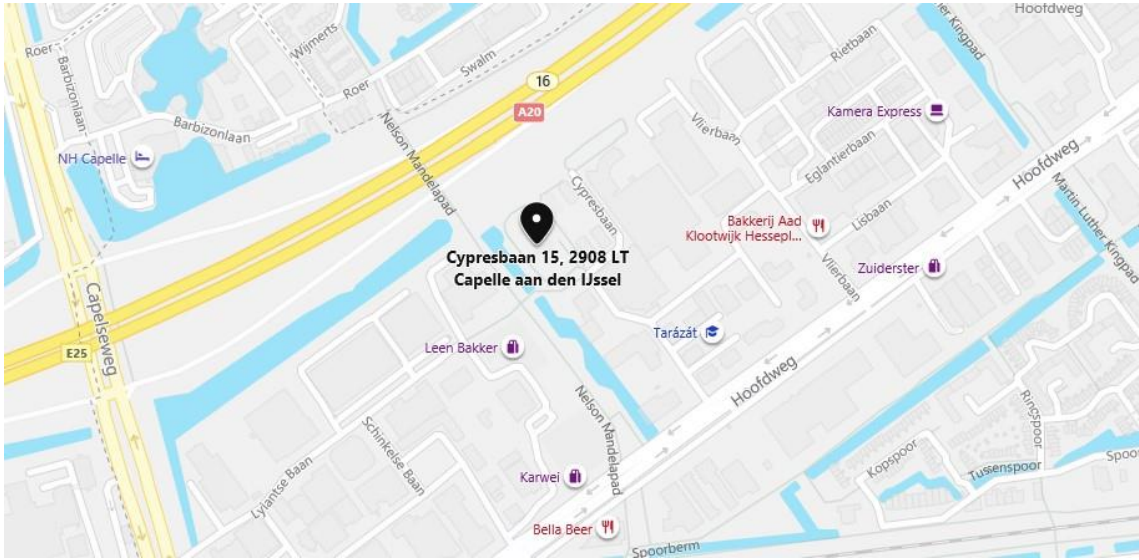 Hoofdweg
Roer
Wijmerts
Swalm
Roer
Barbizonlaan
Barbizonlaan
NH Capelle
16
A20
Nelson Mandelapad
Rietbaan
Luther Kingpad
Vlierbaan
Kamera Express
Eglantierbaan
Hoofdweg
Cypresbaan
Lisbaan
Martin Luther Kingpad
Bakkerij Aad
Klootwijk Hessepl...
Vlierbaan
Cypresbaan 15, 2908 LT
Capelle aan den IJssel
Zuiderster
Capelseweg
E25
Leen Bakker
Tarázát
Hoofdweg
Nelson Mandelapad
Schinkelse Baan
Lylantse Baan
Karwei
Bella Beer
Spoorberm
Ringspoor
Kopspoor
Tussenspoor
Spoo